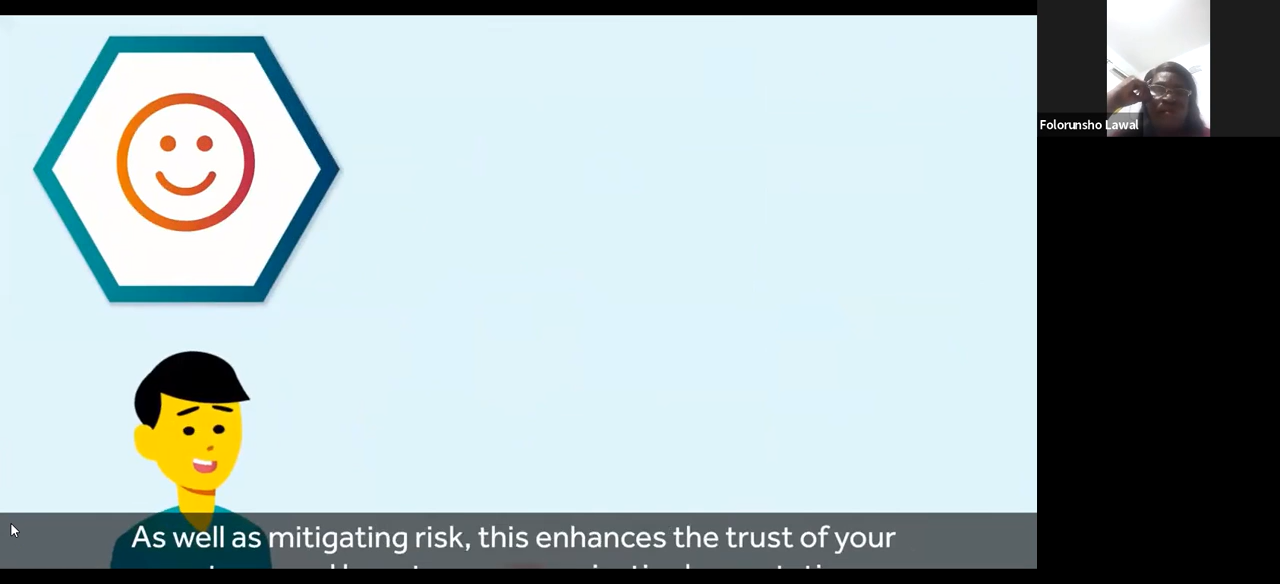 Folorunsho Lawal
As well as mitigating risk, this enhances the trust of your